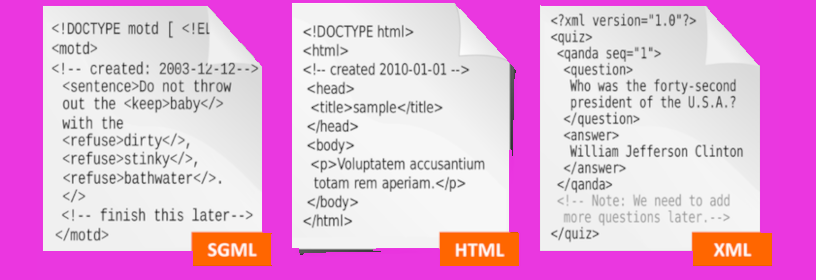 <!DOCTYPE motd [ <!EL
<motd>
<!-- created: 2003-12-12-->
<sentence>Do not throw
out the <keep>baby</>
with the
<refuse>dirty</>,
<refuse>stinky</>,
<refuse>bathwater</>.
</>
<!-- finish this later-->
</motd>
SGML
<!DOCTYPE html>
<html>
<!-- created 2010-01-01 -->
<head>
<title>sample</title>
</head>
<body>
<p>Voluptatem accusantium
totam rem aperiam.</p>
</body>
</html>
HTML
<?xml version="1.0"?>
<quiz>
<qanda seq="1">
<question>
Who was the forty-second
president of the U.S.A.?
</question>
<answer>
William Jefferson Clinton
</answer>
</qanda>
<!-- Note: We need to add
more questions later.-->
</quiz>
XML